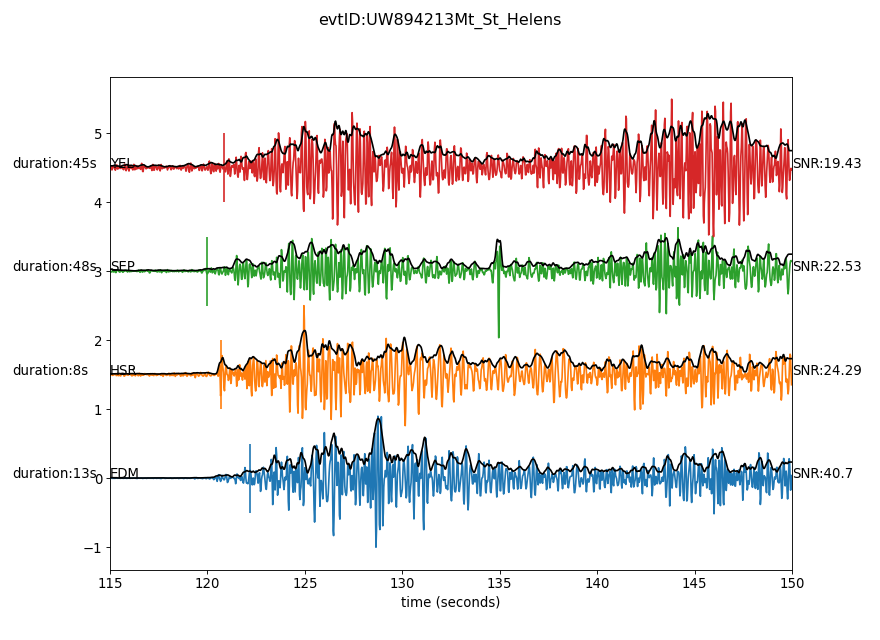 evtID:UW894213Mt_St_Helens
5
duration:45s YEL SNR:19.43
4
duration:48s 3 SEP SNR:22.53
2
duration:8s HSR SNR:24.29
1
duration:13s 0 EDM SNR:40.7
−1
115 120 125 130 135 140 145 150
time (seconds)